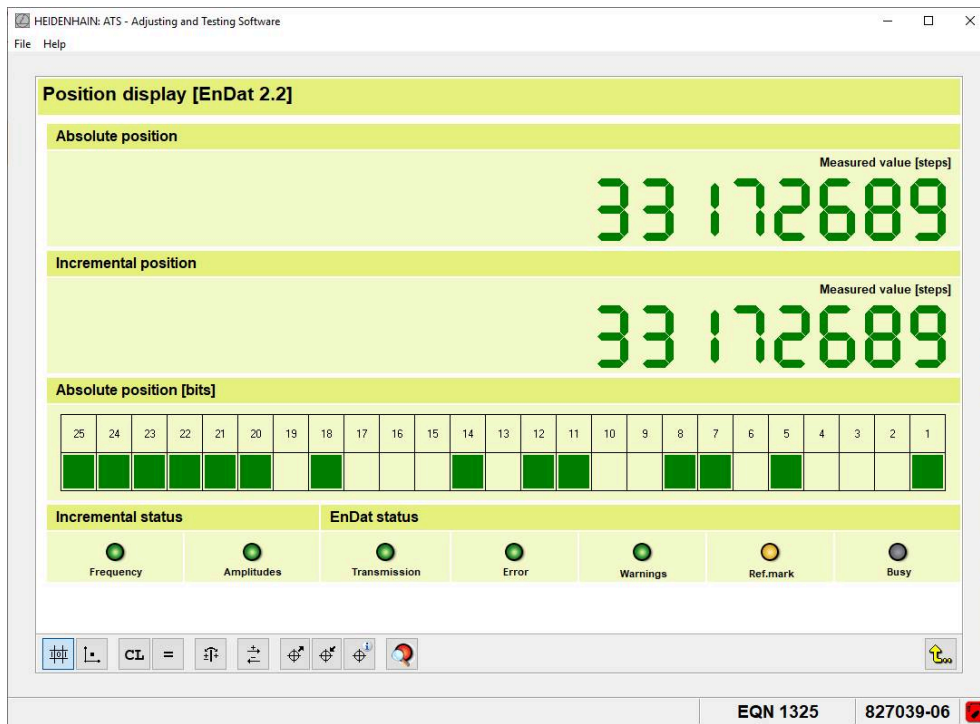 HEIDENHAIN: ATS - Adjusting and Testing Software
File Help
Position display [EnDat 2.2]
Absolute position
Measured value [steps]
33172689
Incremental position
Measured value [steps]
33172689
Absolute position [bits]
25 24 23 22 21 20 19 18 17 16 15 14 13 12 11 10 9 8 7 6 5 4 3 2 1
Incremental status EnDat status
Frequency Amplitudes Transmission Error Warnings Ref.mark Busy
CL =
EQN 1325 827039-06